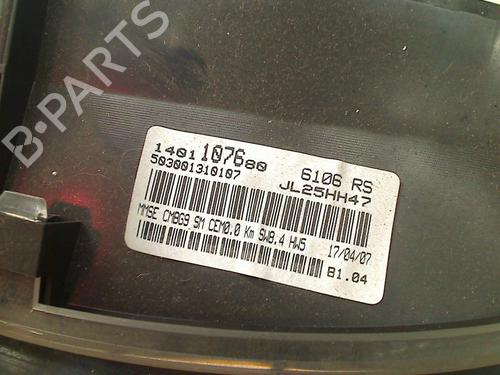 B-PARTS
1401107680 6106 RS
503001310107 JL25HH47
MMSE CMBG9 SM CEM0.0 Km SW8.4 HW5 17/04/07
B1.04